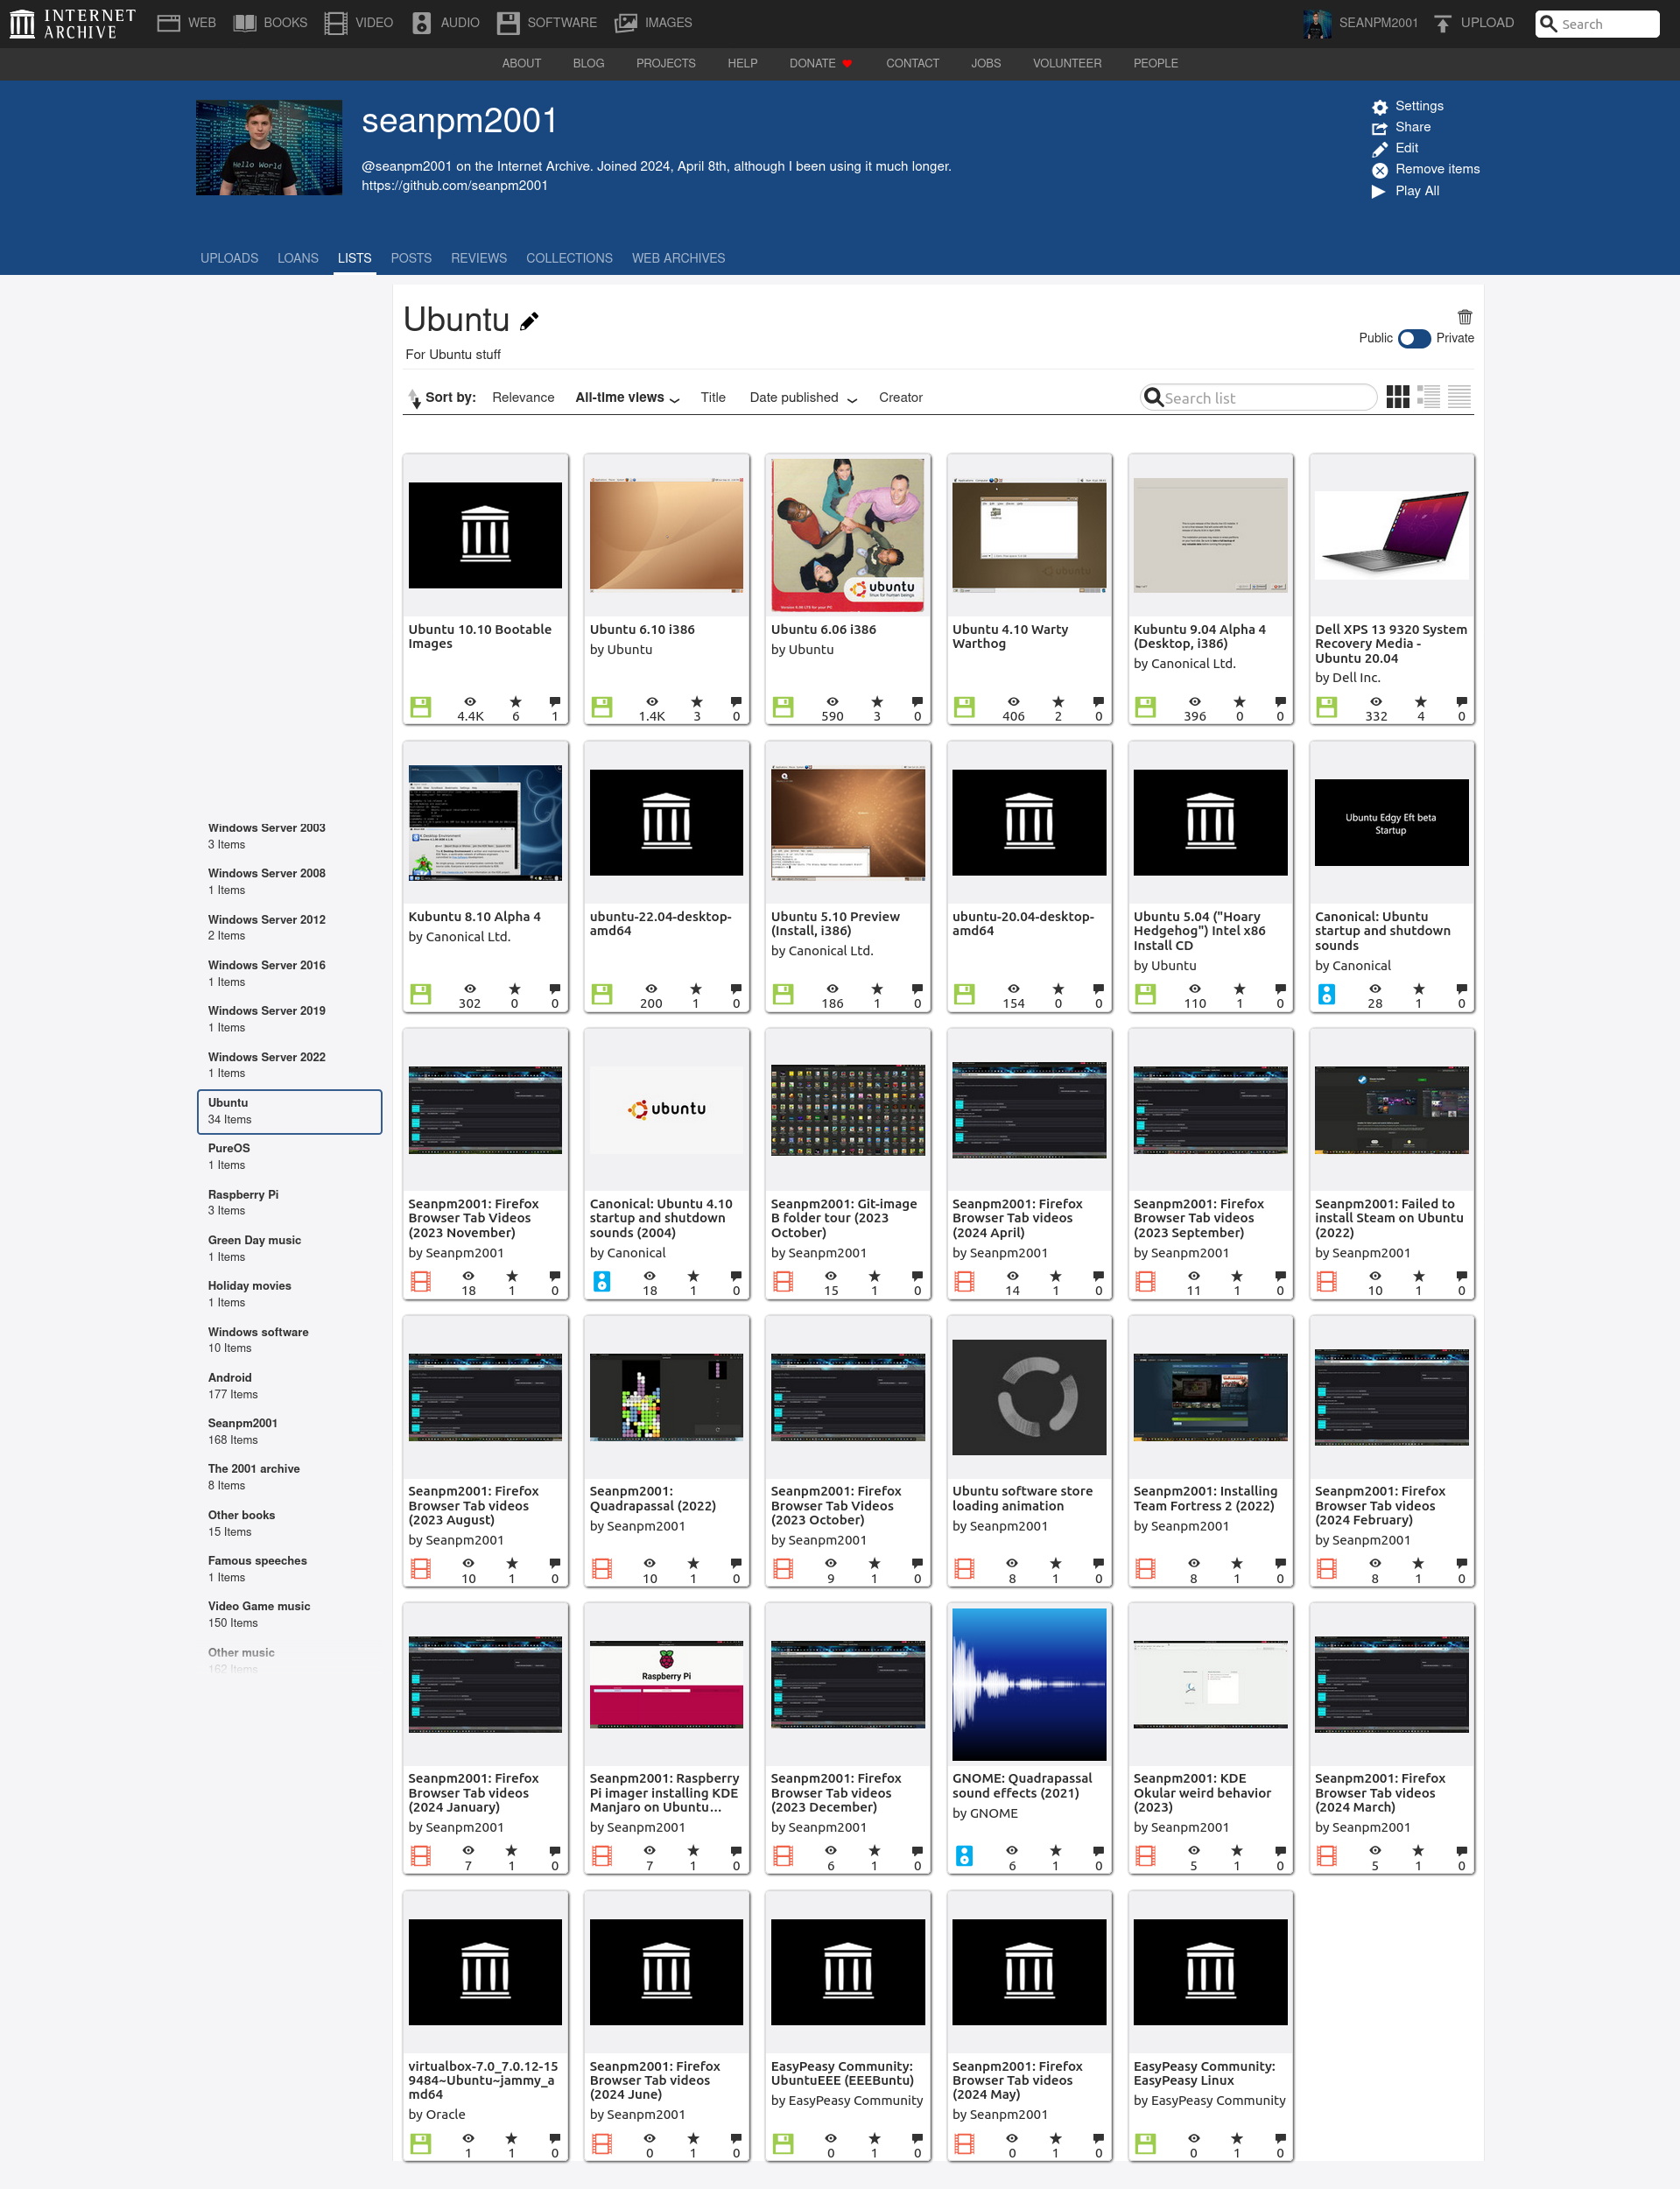 INTERNET ARCHIVE
WEB BOOKS VIDEO AUDIO SOFTWARE IMAGES SEANPM2001 UPLOAD Search
ABOUT BLOG PROJECTS HELP DONATE CONTACT JOBS VOLUNTEER PEOPLE
Hello World
seanpm2001
@seanpm2001 on the Internet Archive. Joined 2024, April 8th, although I been using it much longer.
https://github.com/seanpm2001
Settings
Share
Edit
Remove items
Play All
UPLOADS LOANS LISTS POSTS REVIEWS COLLECTIONS WEB ARCHIVES
Windows Server 2003
3 Items
Windows Server 2008
1 Items
Windows Server 2012
2 Items
Windows Server 2016
1 Items
Windows Server 2019
1 Items
Windows Server 2022
1 Items
Ubuntu
34 Items
PureOS
1 Items
Raspberry Pi
3 Items
Green Day music
1 Items
Holiday movies
1 Items
Windows software
10 Items
Android
177 Items
Seanpm2001
168 Items
The 2001 archive
8 Items
Other books
15 Items
Famous speeches
1 Items
Video Game music
150 Items
Other music
162 Items
Ubuntu
For Ubuntu stuff
Public Private
Sort by: Relevance All-time views Title Date published Creator
Search list
Ubuntu 10.10 Bootable
Images
4.4K 6 1
Ubuntu 6.10 i386
by Ubuntu
1.4K 3 0
ubuntu
linux for human beings
Ubuntu 6.06 i386
by Ubuntu
590 3 0
Ubuntu 4.10 Warty
Warthog
406 2 0
Kubuntu 9.04 Alpha 4
(Desktop, i386)
by Canonical Ltd.
396 0 0
Dell XPS 13 9320 System
Recovery Media -
Ubuntu 20.04
by Dell Inc.
332 4 0
Kubuntu 8.10 Alpha 4
by Canonical Ltd.
302 0 0
ubuntu-22.04-desktop-
amd64
200 1 0
Ubuntu 5.10 Preview
(Install, i386)
by Canonical Ltd.
186 1 0
ubuntu-20.04-desktop-
amd64
154 0 0
Ubuntu 5.04 ("Hoary
Hedgehog") Intel x86
Install CD
by Ubuntu
110 1 0
Ubuntu Edgy Eft beta
Startup
Canonical: Ubuntu
startup and shutdown
sounds
by Canonical
28 1 0
Seanpm2001: Firefox
Browser Tab Videos
(2023 November)
by Seanpm2001
18 1 0
ubuntu
Canonical: Ubuntu 4.10
startup and shutdown
sounds (2004)
by Canonical
18 1 0
Seanpm2001: Git-image
B folder tour (2023
October)
by Seanpm2001
15 1 0
Seanpm2001: Firefox
Browser Tab videos
(2024 April)
by Seanpm2001
14 1 0
Seanpm2001: Firefox
Browser Tab videos
(2023 September)
by Seanpm2001
11 1 0
Seanpm2001: Failed to
install Steam on Ubuntu
(2022)
by Seanpm2001
10 1 0
Seanpm2001: Firefox
Browser Tab videos
(2023 August)
by Seanpm2001
10 1 0
Seanpm2001:
Quadrapassal (2022)
by Seanpm2001
10 1 0
Seanpm2001: Firefox
Browser Tab Videos
(2023 October)
by Seanpm2001
9 1 0
Ubuntu software store
loading animation
by Seanpm2001
8 1 0
Seanpm2001: Installing
Team Fortress 2 (2022)
by Seanpm2001
8 1 0
Seanpm2001: Firefox
Browser Tab videos
(2024 February)
by Seanpm2001
8 1 0
Seanpm2001: Firefox
Browser Tab videos
(2024 January)
by Seanpm2001
7 1 0
Raspberry Pi
Seanpm2001: Raspberry
Pi imager installing KDE
Manjaro on Ubuntu…
by Seanpm2001
7 1 0
Seanpm2001: Firefox
Browser Tab videos
(2023 December)
by Seanpm2001
6 1 0
GNOME: Quadrapassal
sound effects (2021)
by GNOME
6 1 0
Seanpm2001: KDE
Okular weird behavior
(2023)
by Seanpm2001
5 1 0
Seanpm2001: Firefox
Browser Tab videos
(2024 March)
by Seanpm2001
5 1 0
virtualbox-7.0_7.0.12-15
9484~Ubuntu~jammy_a
md64
by Oracle
1 1 0
Seanpm2001: Firefox
Browser Tab videos
(2024 June)
by Seanpm2001
0 1 0
EasyPeasy Community:
UbuntuEEE (EEEBuntu)
by EasyPeasy Community
0 1 0
Seanpm2001: Firefox
Browser Tab videos
(2024 May)
by Seanpm2001
0 1 0
EasyPeasy Community:
EasyPeasy Linux
by EasyPeasy Community
0 1 0